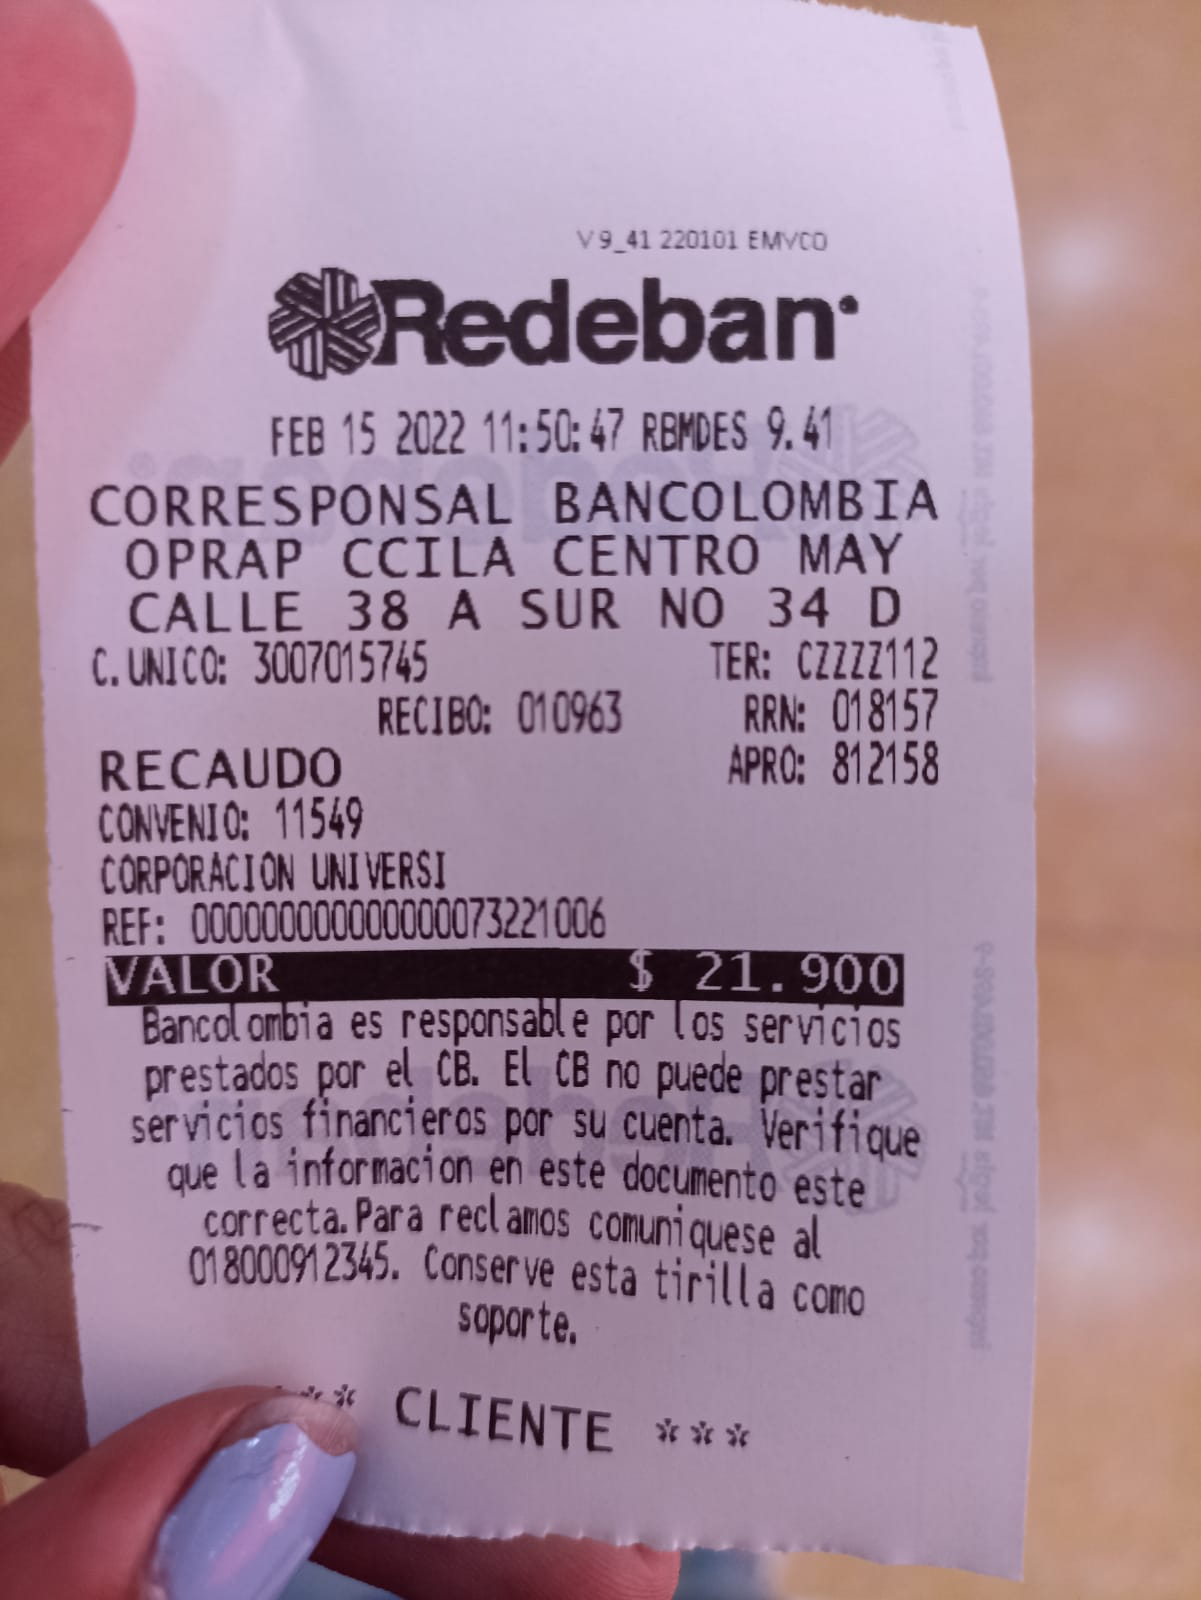 V 9_41 220101 EMVCO
Redeban
FEB 15 2022 11:50:47 RBMDES 9.41
CORRESPONSAL BANCOLOMBIA
OPRAP CCILA CENTRO MAY
CALLE 38 A SUR NO 34 D
C. UNICO: 3007015745 TER: CZZZZ112
RECIBO: 010963 RRN: 018157
RECAUDO APRO: 812158
CONVENIO: 11549
CORPORACION UNIVERSI
REF: 0000000000000000073221006
VALOR $ 21.900
Bancolombia es responsable por los servicios
prestados por el CB. El CB no puede prestar
servicios financieros por su cuenta. Verifique
que la informacion en este documento este
correcta. Para reclamos comuniquese al
018000912345. Conserve esta tirilla como
soporte.
** CLIENTE ***